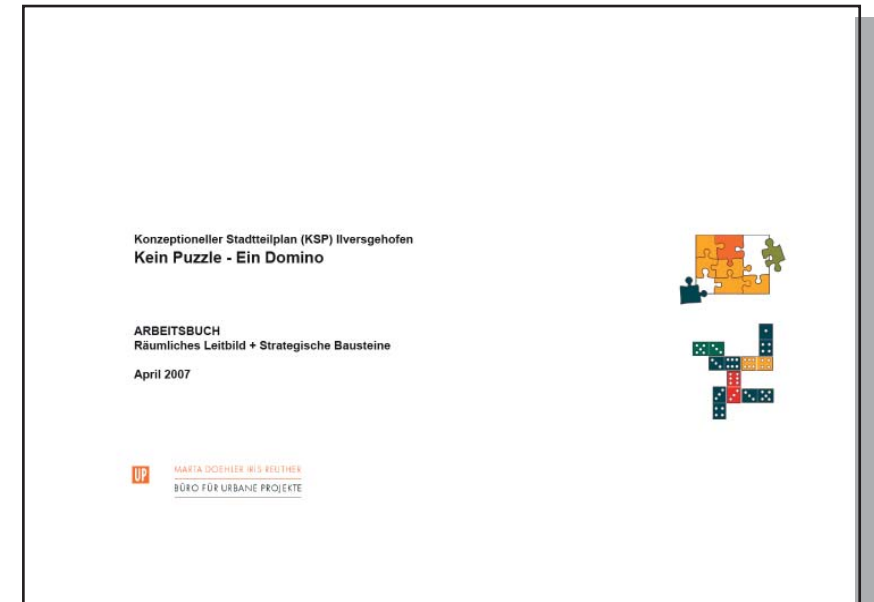 Konzeptioneller Stadtteilplan (KSP) Ilversgehofen
Kein Puzzle - Ein Domino
ARBEITSBUCH
Räumliches Leitbild + Strategische Bausteine
April 2007
UP
MARTA DOEHLER IRIS REUTHER
BÜRO FÜR URBANE PROJEKTE